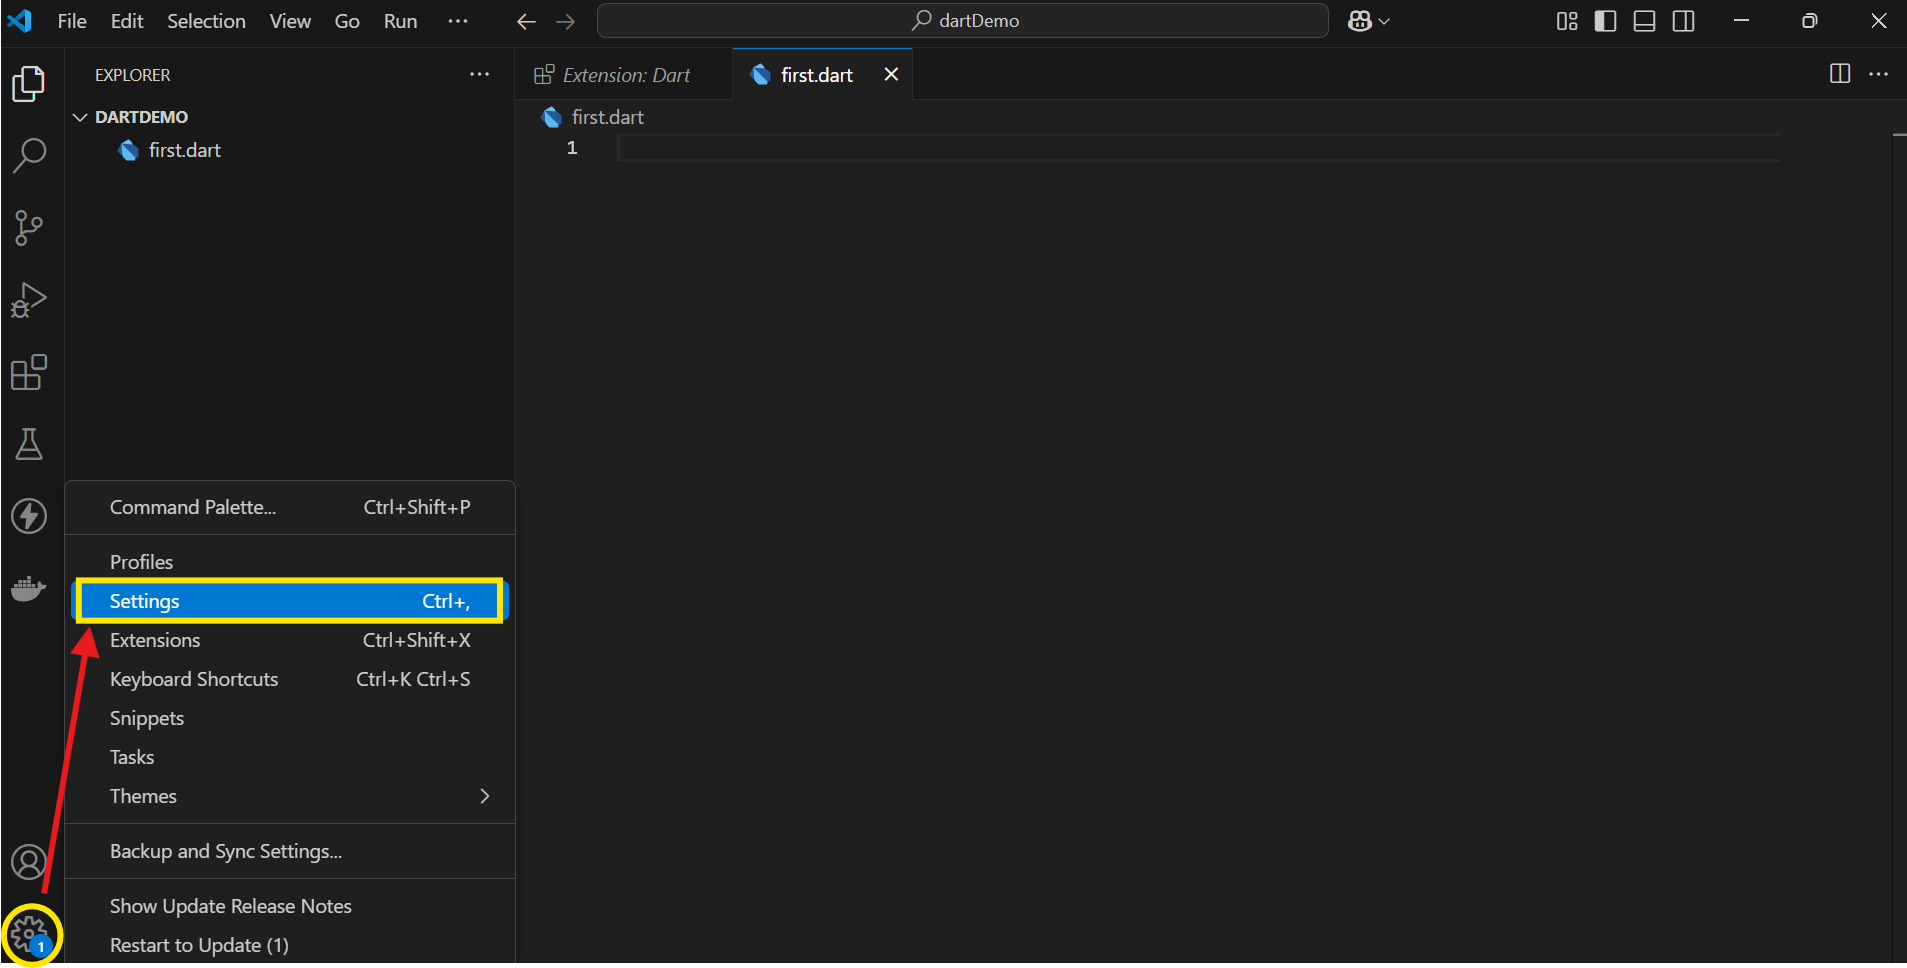 File Edit Selection View Go Run ···
dartDemo
EXPLORER ···
Extension: Dart
first.dart
DARTDEMO
first.dart
first.dart
1
Command Palette... Ctrl+Shift+P
Profiles
Settings Ctrl+,
Extensions Ctrl+Shift+X
Keyboard Shortcuts Ctrl+K Ctrl+S
Snippets
Tasks
Themes
Backup and Sync Settings...
Show Update Release Notes
Restart to Update (1)
1